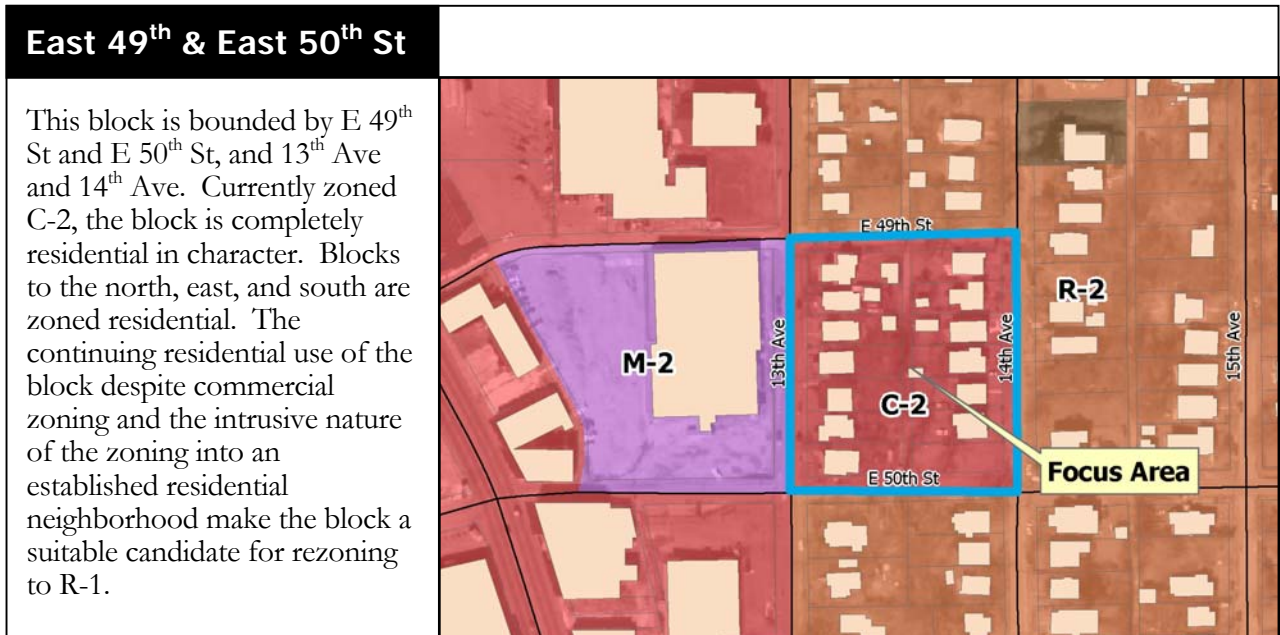 East 49th & East 50th St
This block is bounded by E 49th
St and E 50th St, and 13th Ave
and 14th Ave. Currently zoned
C-2, the block is completely
residential in character. Blocks
to the north, east, and south are
zoned residential. The
continuing residential use of the
block despite commercial
zoning and the intrusive nature
of the zoning into an
established residential
neighborhood make the block a
suitable candidate for rezoning
to R-1.
E 49th St
R-2
M-2
13th Ave
14th Ave
15th Ave
C-2
Focus Area
E 50th St